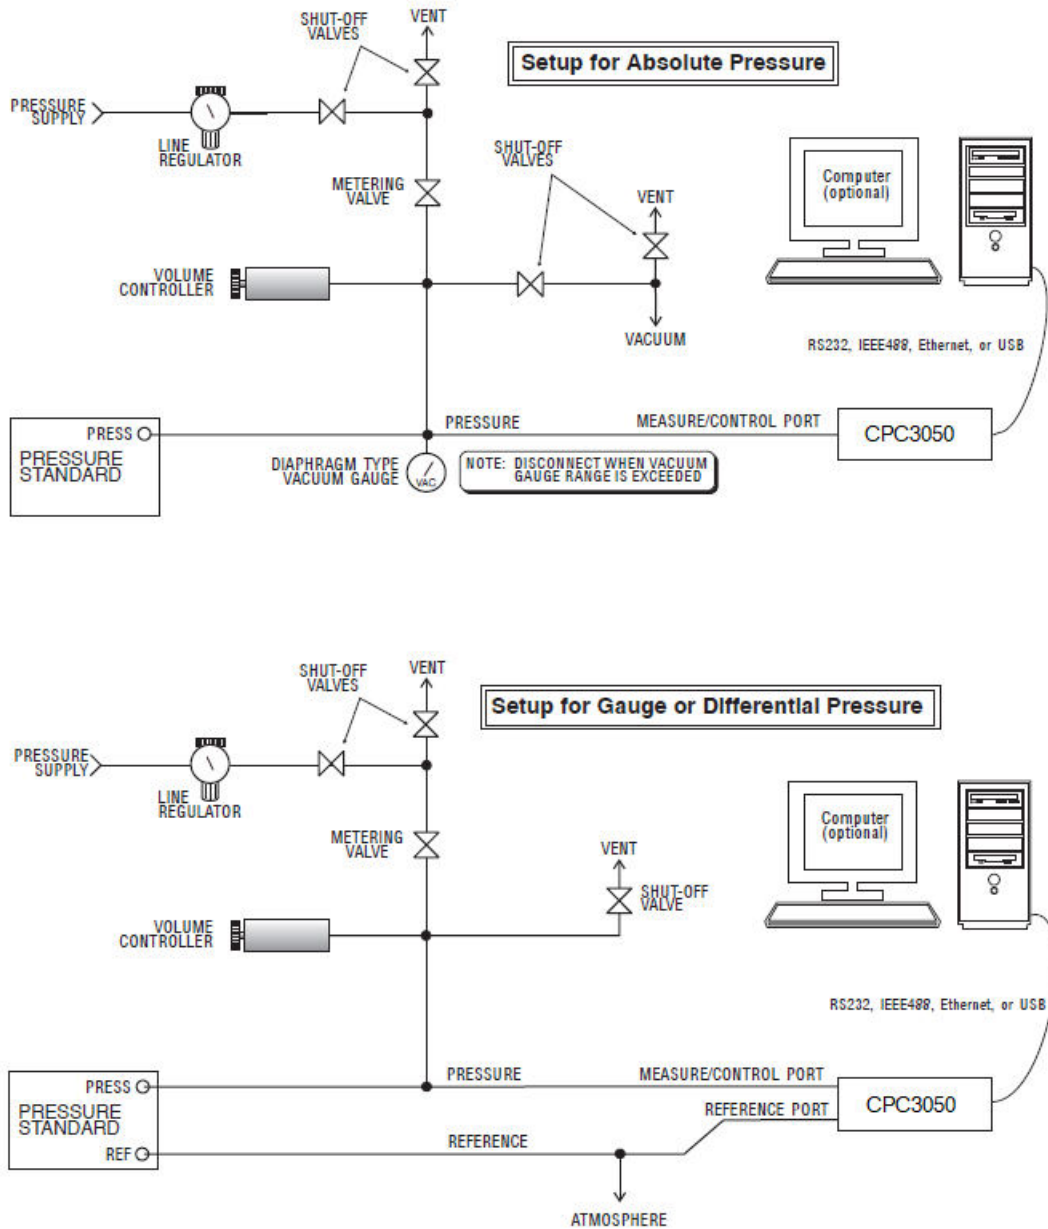 SHUT-OFF
VALVES
VENT
Setup for Absolute Pressure
PRESSURE
SUPPLY
LINE
REGULATOR
SHUT-OFF
VALVES
METERING
VALVE
VENT
Computer
(optional)
VOLUME
CONTROLLER
VACUUM
RS232, IEEE488, Ethernet, or USB
PRESS
PRESSURE
STANDARD
PRESSURE
MEASURE/CONTROL PORT
CPC3050
DIAPHRAGM TYPE
VACUUM GAUGE
VAC
NOTE: DISCONNECT WHEN VACUUM
GAUGE RANGE IS EXCEEDED
SHUT-OFF
VALVES
VENT
Setup for Gauge or Differential Pressure
PRESSURE
SUPPLY
LINE
REGULATOR
METERING
VALVE
VENT
SHUT-OFF
VALVE
Computer
(optional)
VOLUME
CONTROLLER
RS232, IEEE488, Ethernet, or USB
PRESS
PRESSURE
STANDARD
REF
PRESSURE
MEASURE/CONTROL PORT
REFERENCE PORT
CPC3050
REFERENCE
ATMOSPHERE